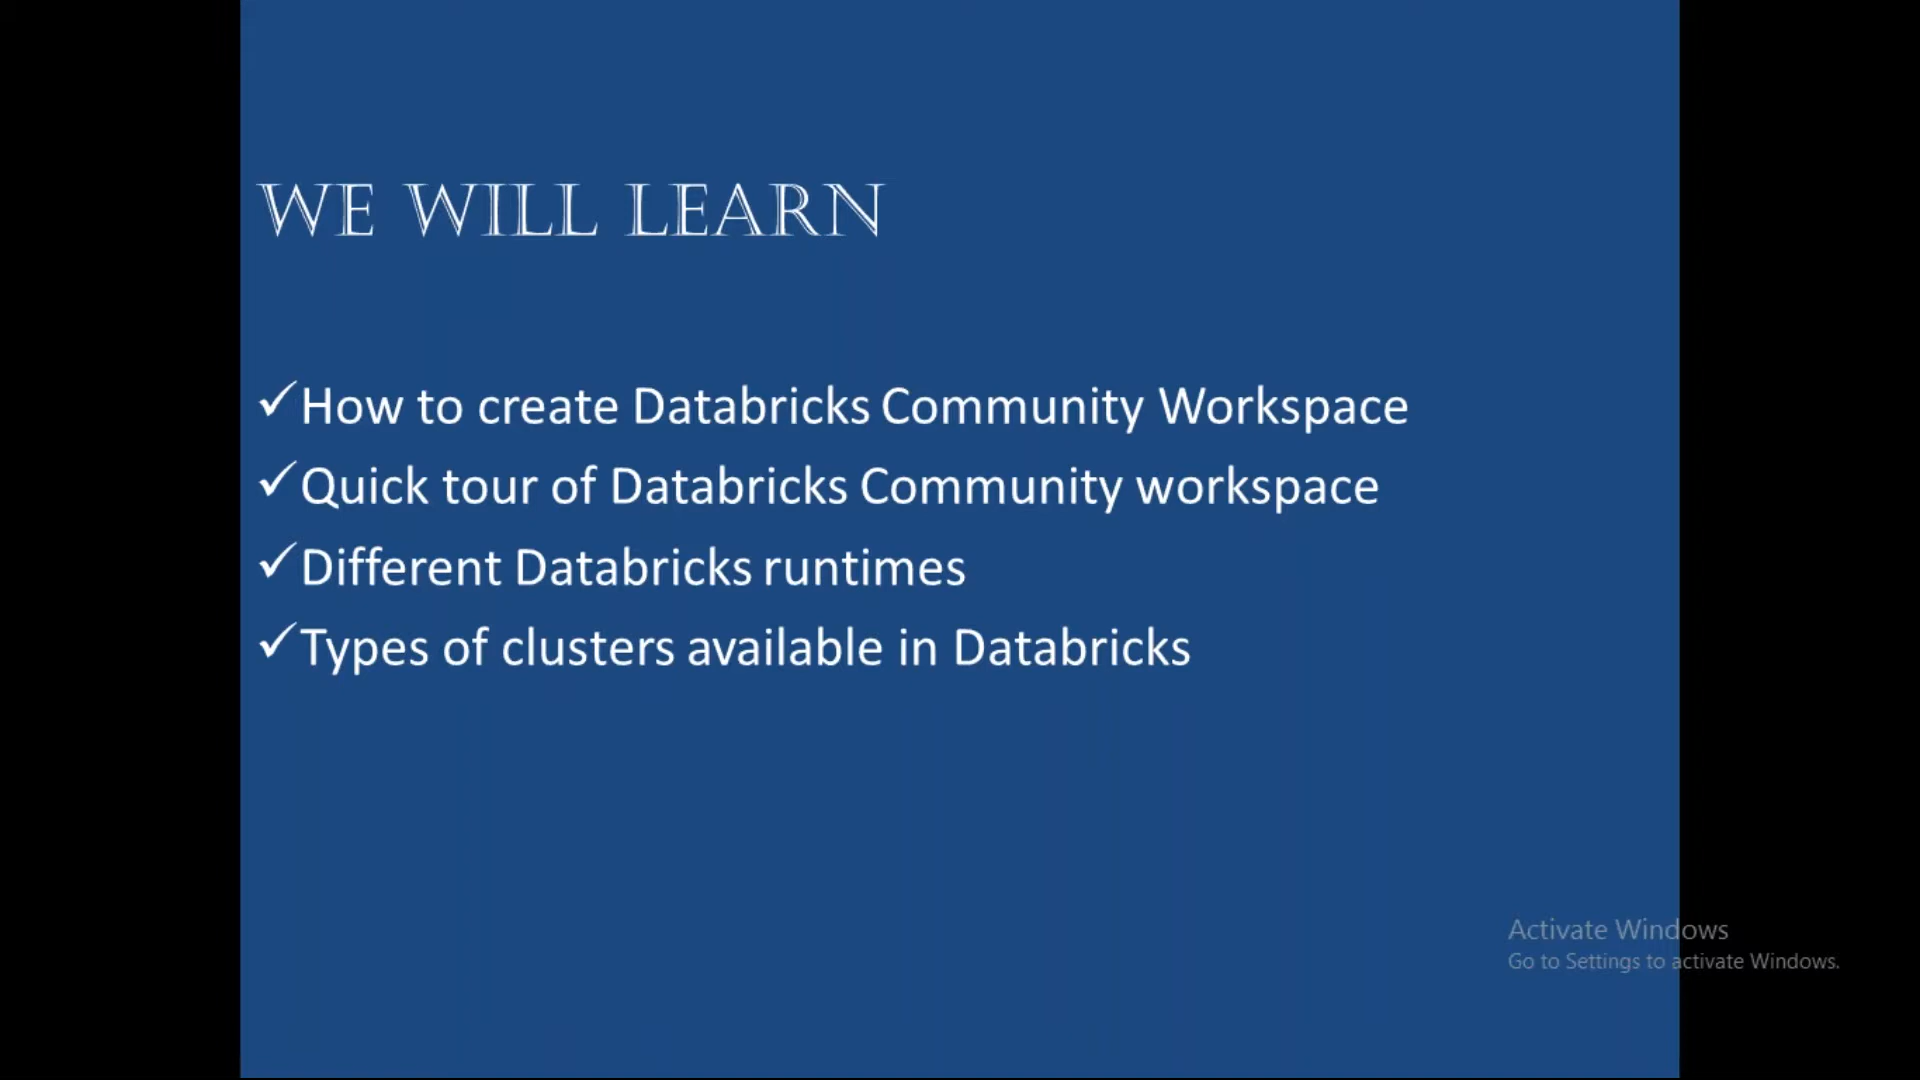 WE WILL LEARN
✓How to create Databricks Community Workspace
✓Quick tour of Databricks Community workspace
✓Different Databricks runtimes
✓Types of clusters available in Databricks
Activate Windows
Go to Settings to activate Windows.